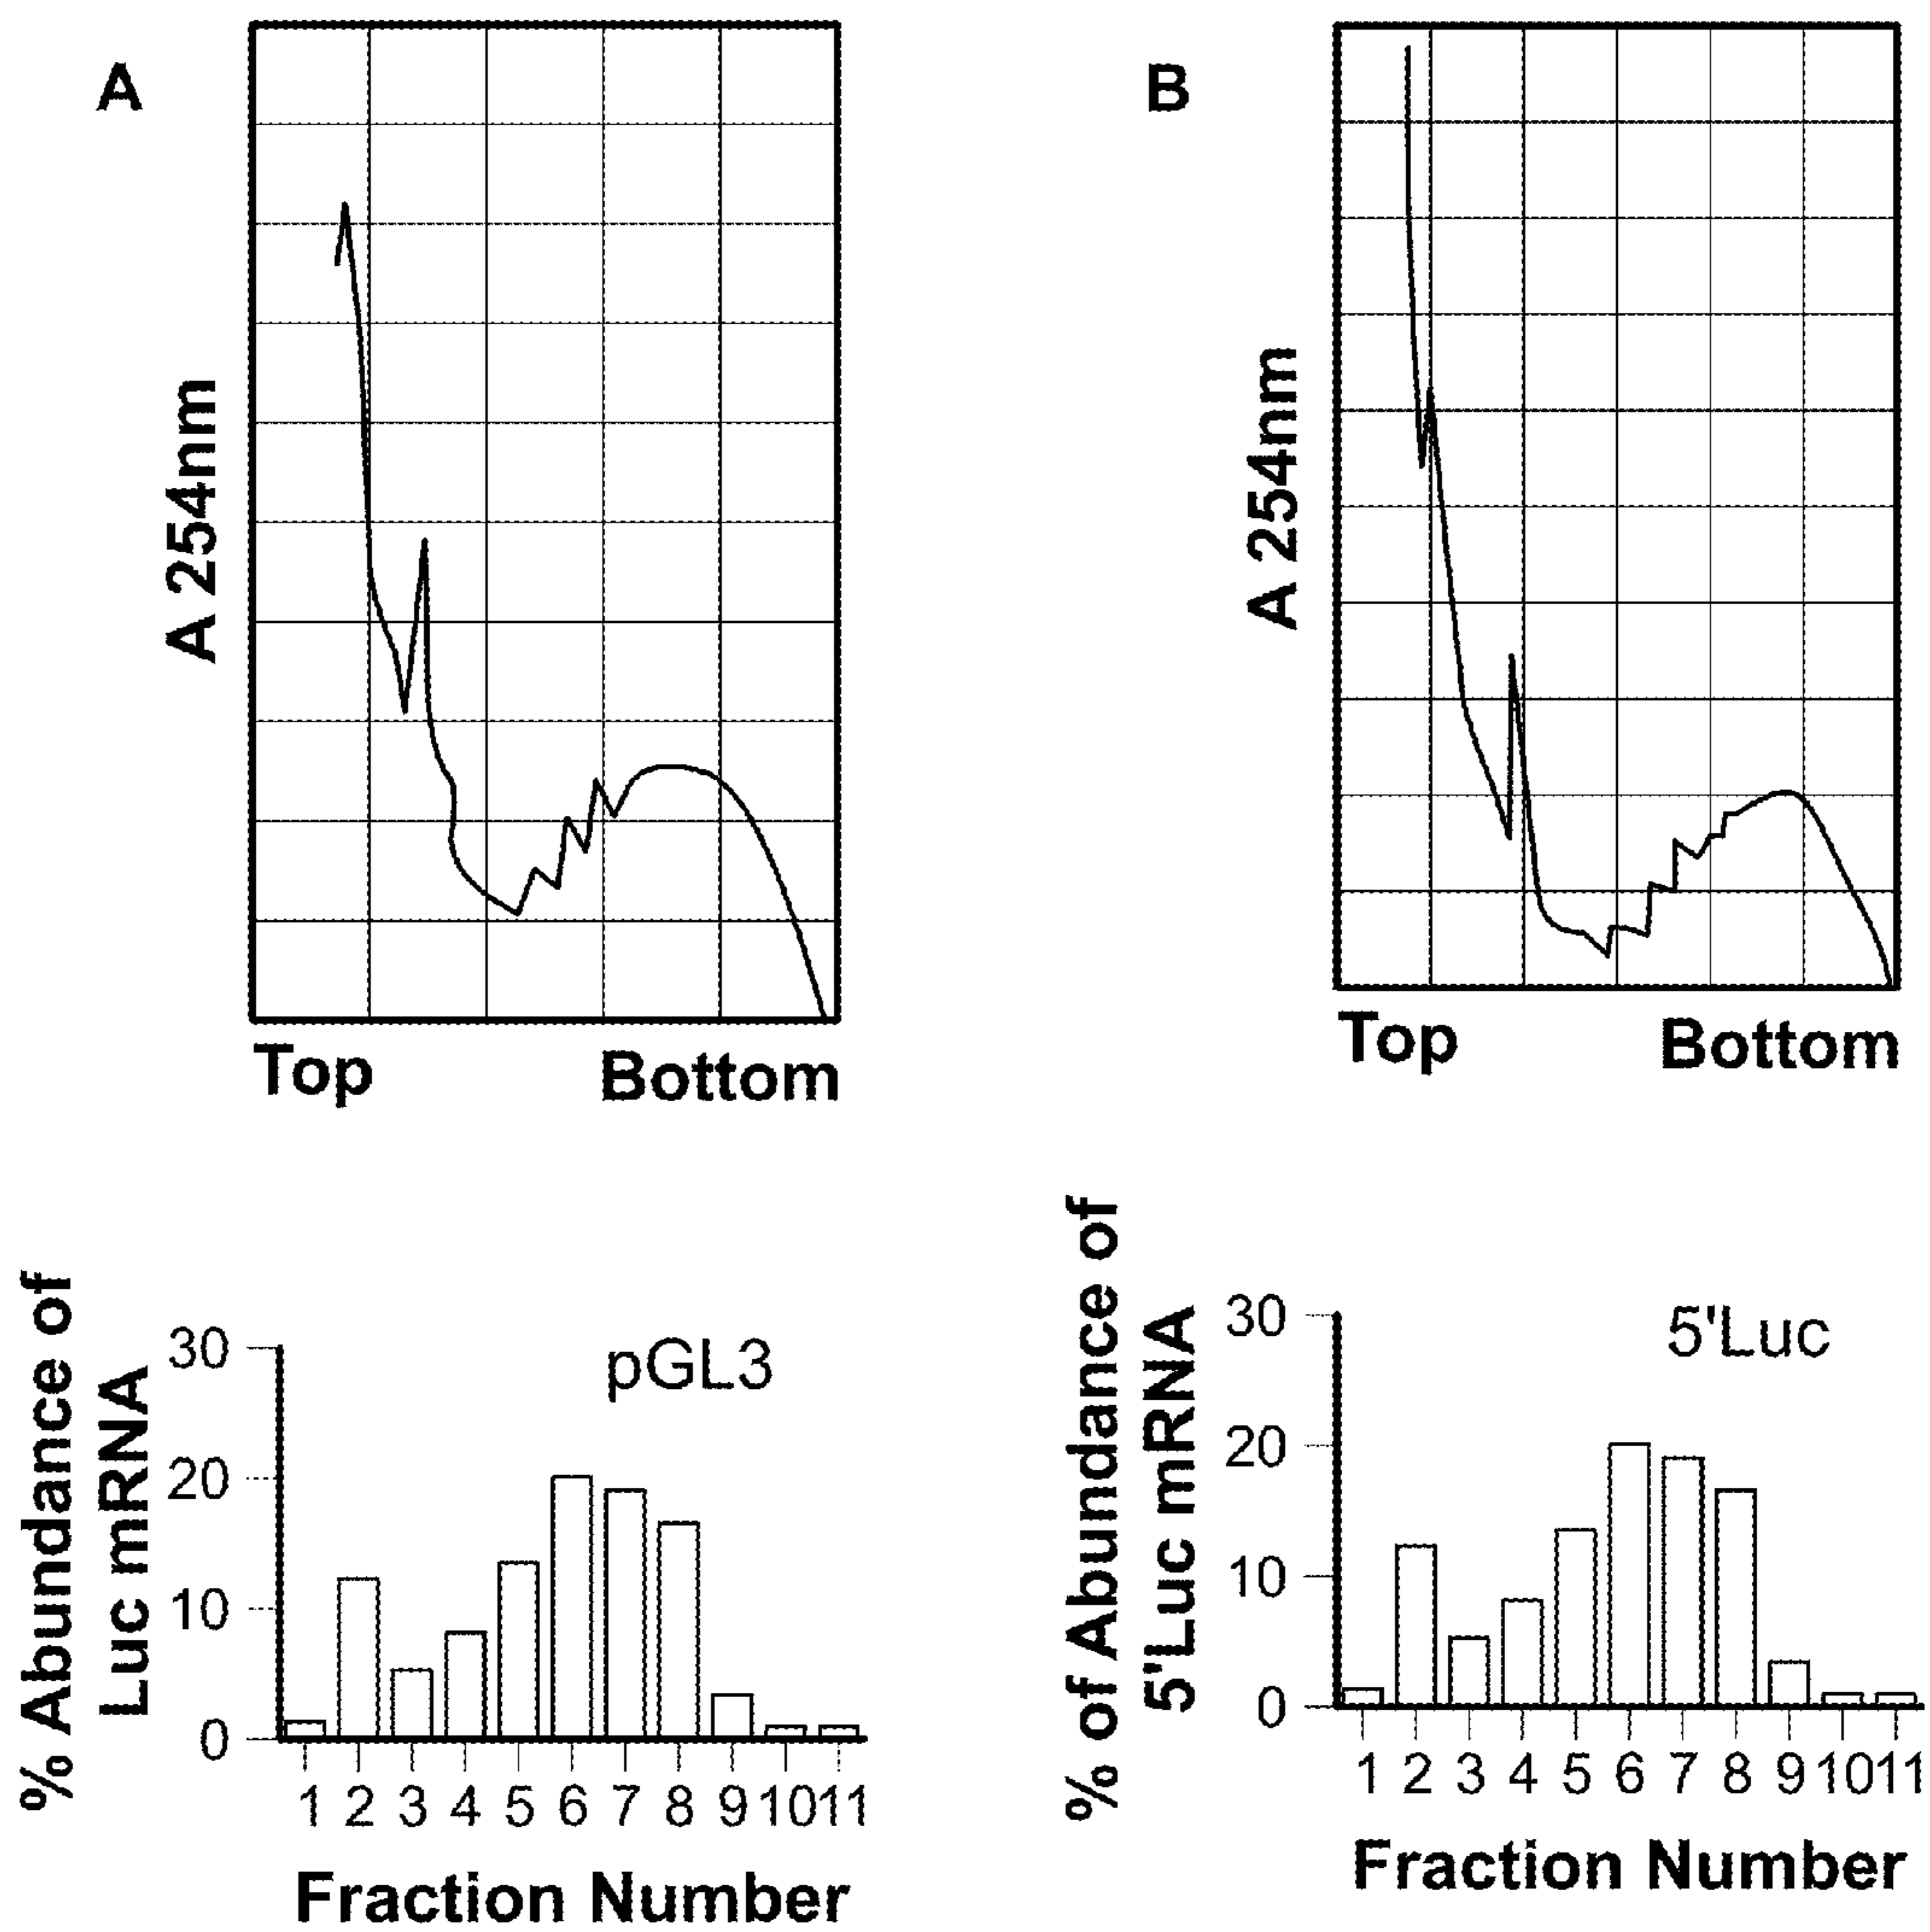 A
A 254nm
Top Bottom
B
A 254nm
Top Bottom
% Abundance of
Luc mRNA
pGL3
30
20
10
0
1 2 3 4 5 6 7 8 9 10 11
Fraction Number
% of Abundance of
5'Luc mRNA
5'Luc
30
20
10
0
1 2 3 4 5 6 7 8 9 10 11
Fraction Number